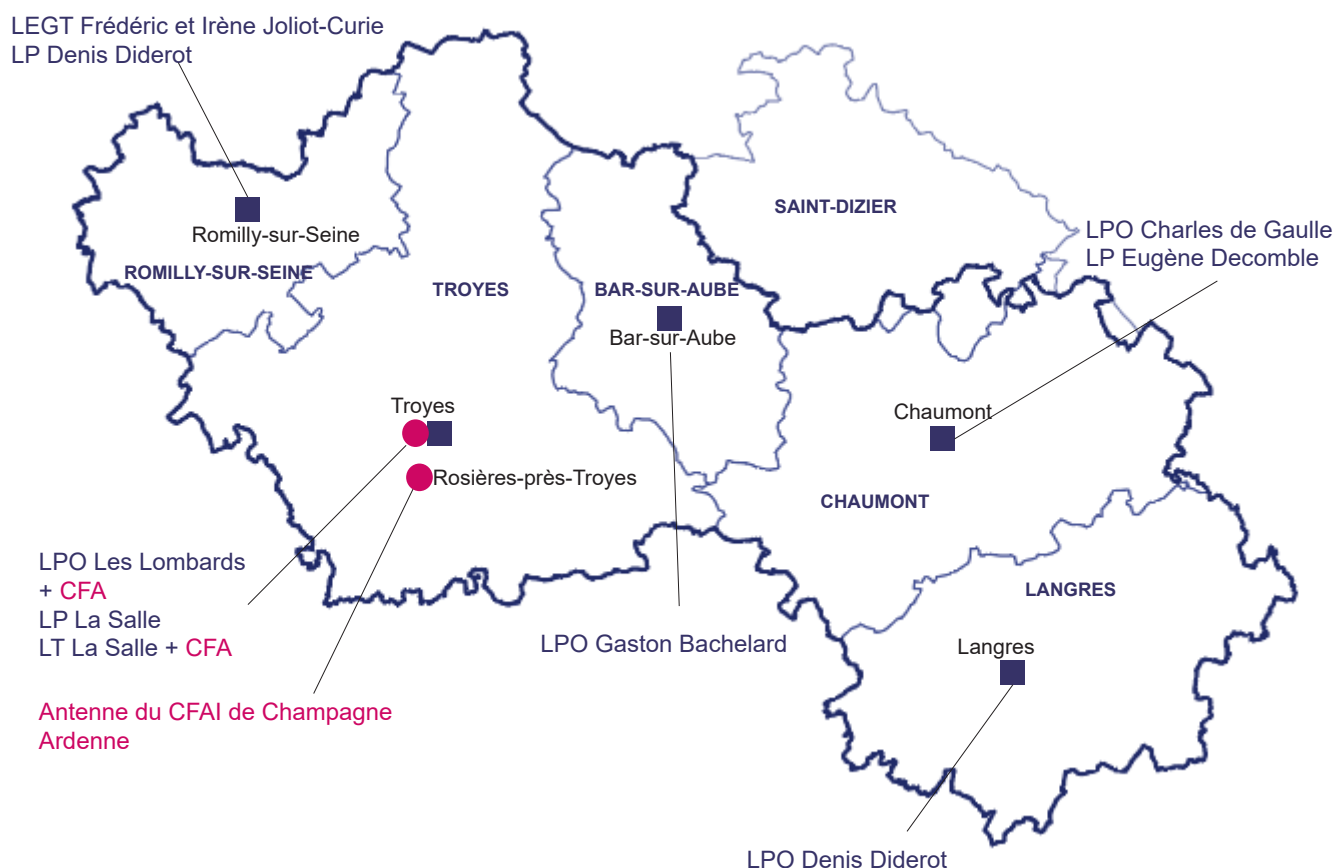 LEGT Frédéric et Irène Joliot-Curie
LP Denis Diderot
SAINT-DIZIER
Romilly-sur-Seine
ROMILLY-SUR-SEINE
TROYES
BAR-SUR-AUBE
Bar-sur-Aube
LPO Charles de Gaulle
LP Eugène Decomble
Troyes
Chaumont
Rosières-près-Troyes
CHAUMONT
LPO Les Lombards
+ CFA
LP La Salle
LT La Salle + CFA
LANGRES
LPO Gaston Bachelard
Langres
Antenne du CFAI de Champagne
Ardenne
LPO Denis Diderot